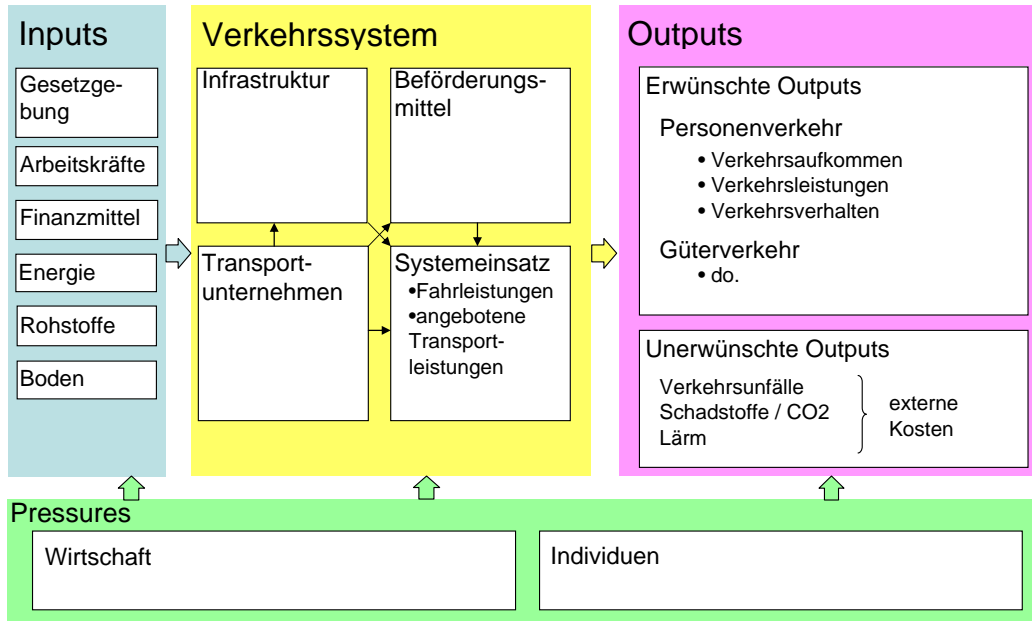 Inputs
Gesetzge-
bung
Arbeitskräfte
Finanzmittel
Energie
Rohstoffe
Boden
Verkehrssystem
Infrastruktur
Beförderungs-
mittel
Transport-
unternehmen
Systemeinsatz
•Fahrleistungen
•angebotene
Transport-
leistungen
Outputs
Erwünschte Outputs
Personenverkehr
• Verkehrsaufkommen
• Verkehrsleistungen
• Verkehrsverhalten
Güterverkehr
• do.
Unerwünschte Outputs
Verkehrsunfälle
Schadstoffe / CO2
Lärm
externe
Kosten
Pressures
Wirtschaft
Individuen